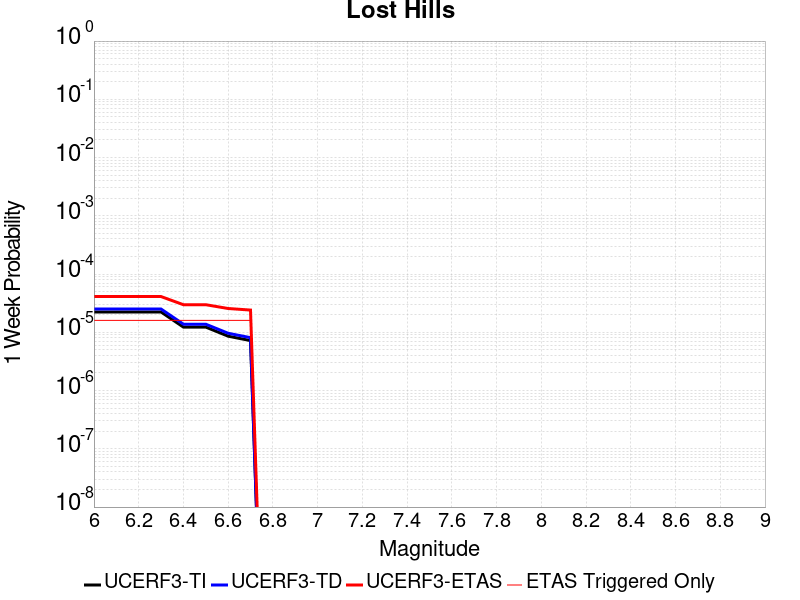 Lost Hills
10^0
10^-1
10^-2
10^-3
10^-4
10^-5
10^-6
10^-7
10^-8
1 Week Probability
6 6.2 6.4 6.6 6.8 7 7.2 7.4 7.6 7.8 8 8.2 8.4 8.6 8.8 9
Magnitude
UCERF3-TI UCERF3-TD UCERF3-ETAS ETAS Triggered Only